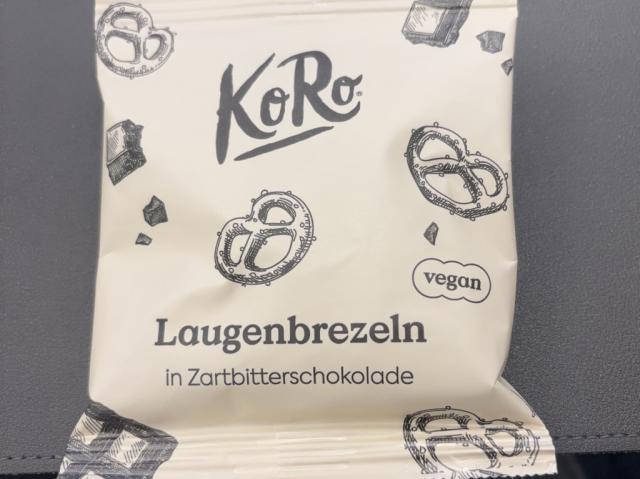 KoRo
vegan
Laugenbrezeln
in Zartbitterschokolade